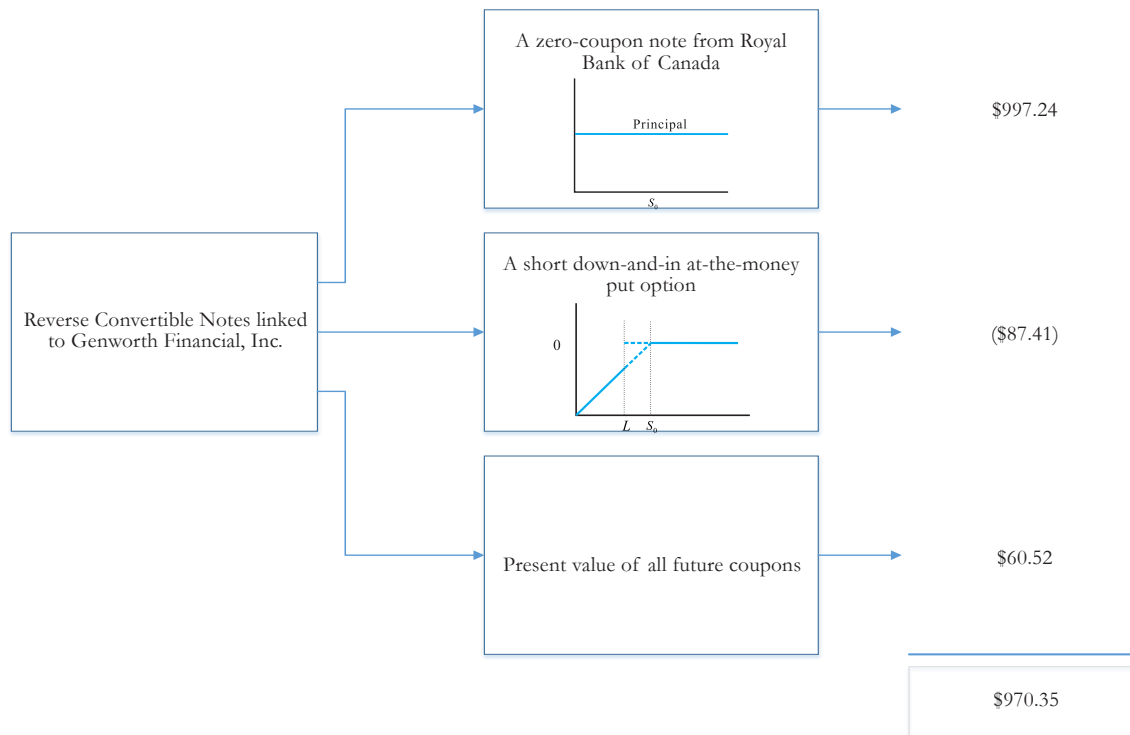 A zero-coupon note from Royal
Bank of Canada
Principal
S₀
$997.24
Reverse Convertible Notes linked
to Genworth Financial, Inc.
A short down-and-in at-the-money
put option
0
L S₀
($87.41)
Present value of all future coupons
$60.52
$970.35